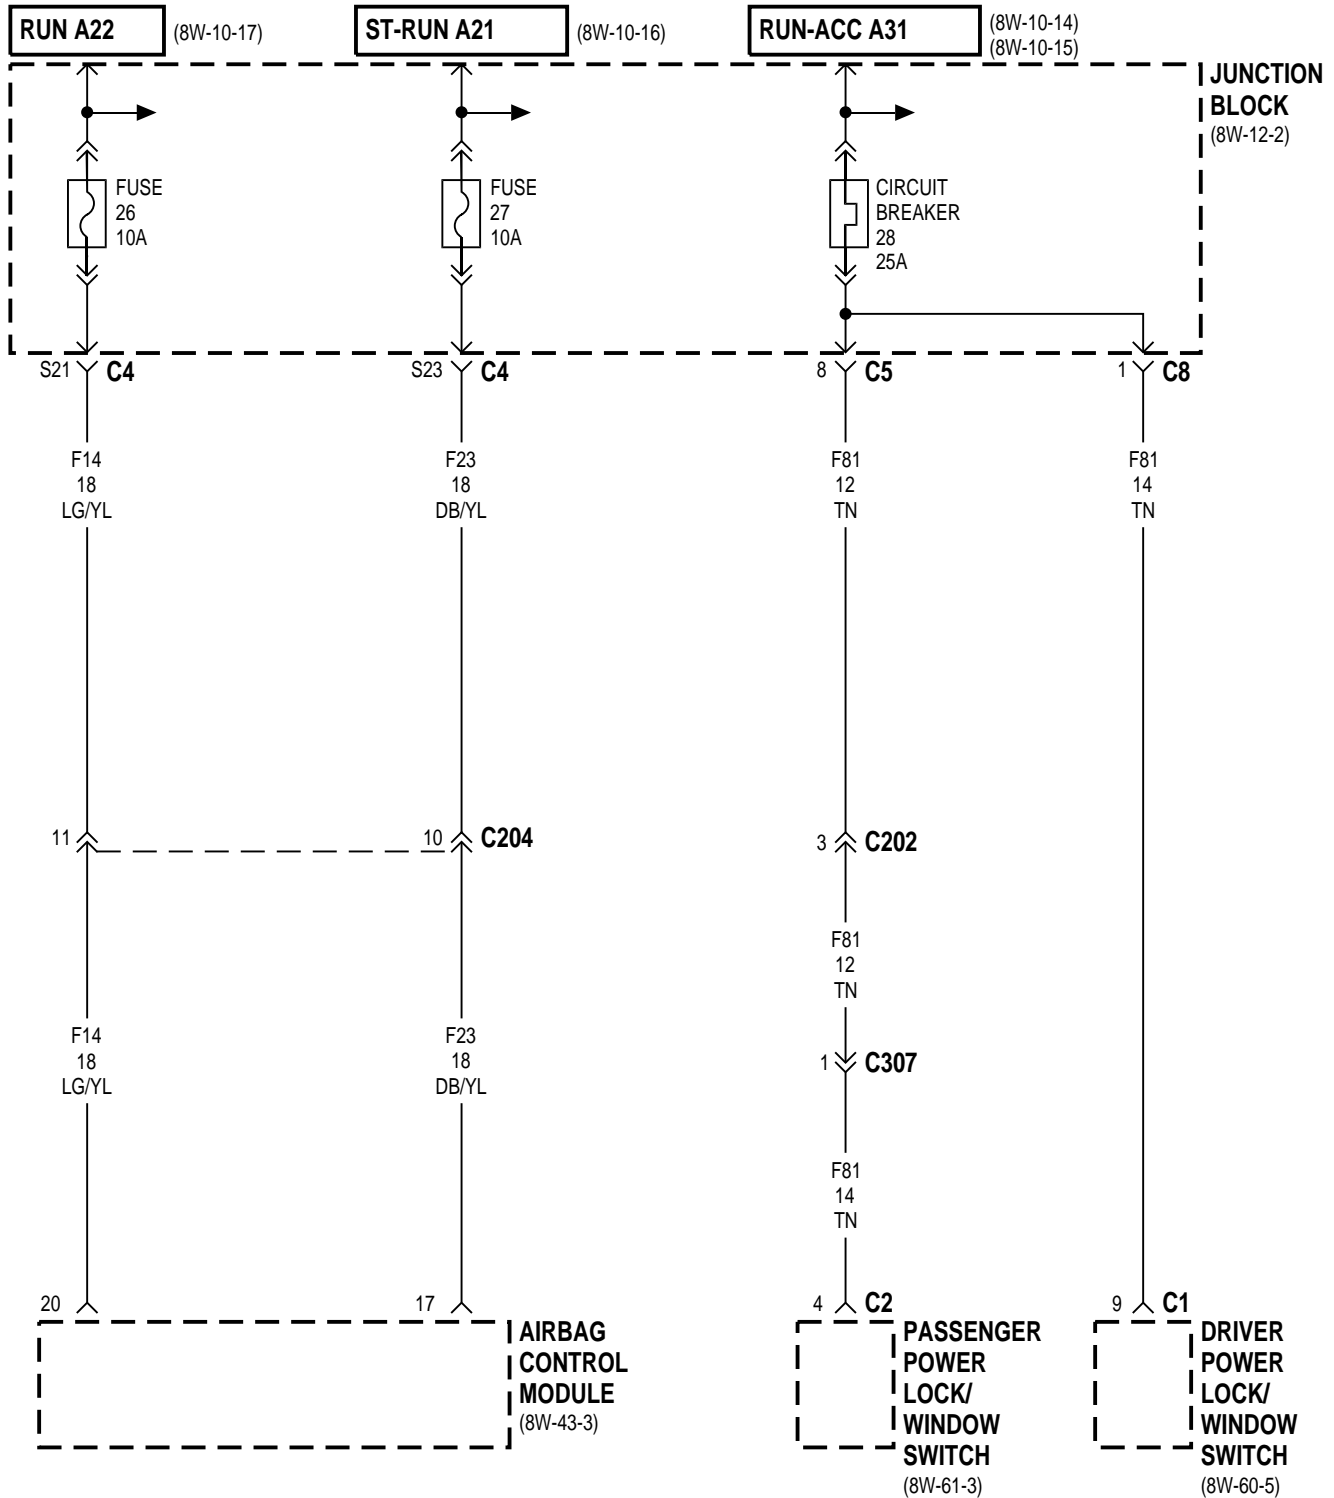 RUN A22
(8W-10-17)
ST-RUN A21
(8W-10-16)
RUN-ACC A31
(8W-10-14)
(8W-10-15)
JUNCTION
BLOCK
(8W-12-2)
FUSE
26
10A
FUSE
27
10A
CIRCUIT
BREAKER
28
25A
S21
C4
S23
C4
8
C5
1
C8
F14
18
LG/YL
F23
18
DB/YL
F81
12
TN
F81
14
TN
11
10
C204
3
C202
F81
12
TN
F14
18
LG/YL
F23
18
DB/YL
1
C307
F81
14
TN
20
17
4
C2
9
C1
AIRBAG
CONTROL
MODULE
(8W-43-3)
PASSENGER
POWER
LOCK/
WINDOW
SWITCH
(8W-61-3)
DRIVER
POWER
LOCK/
WINDOW
SWITCH
(8W-60-5)